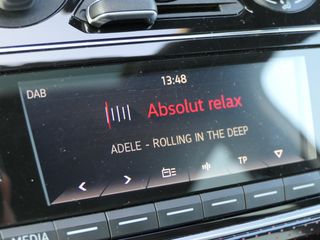 13:48
DAB
Absolut relax
ADELE - ROLLING IN THE DEEP
TP
MEDIA